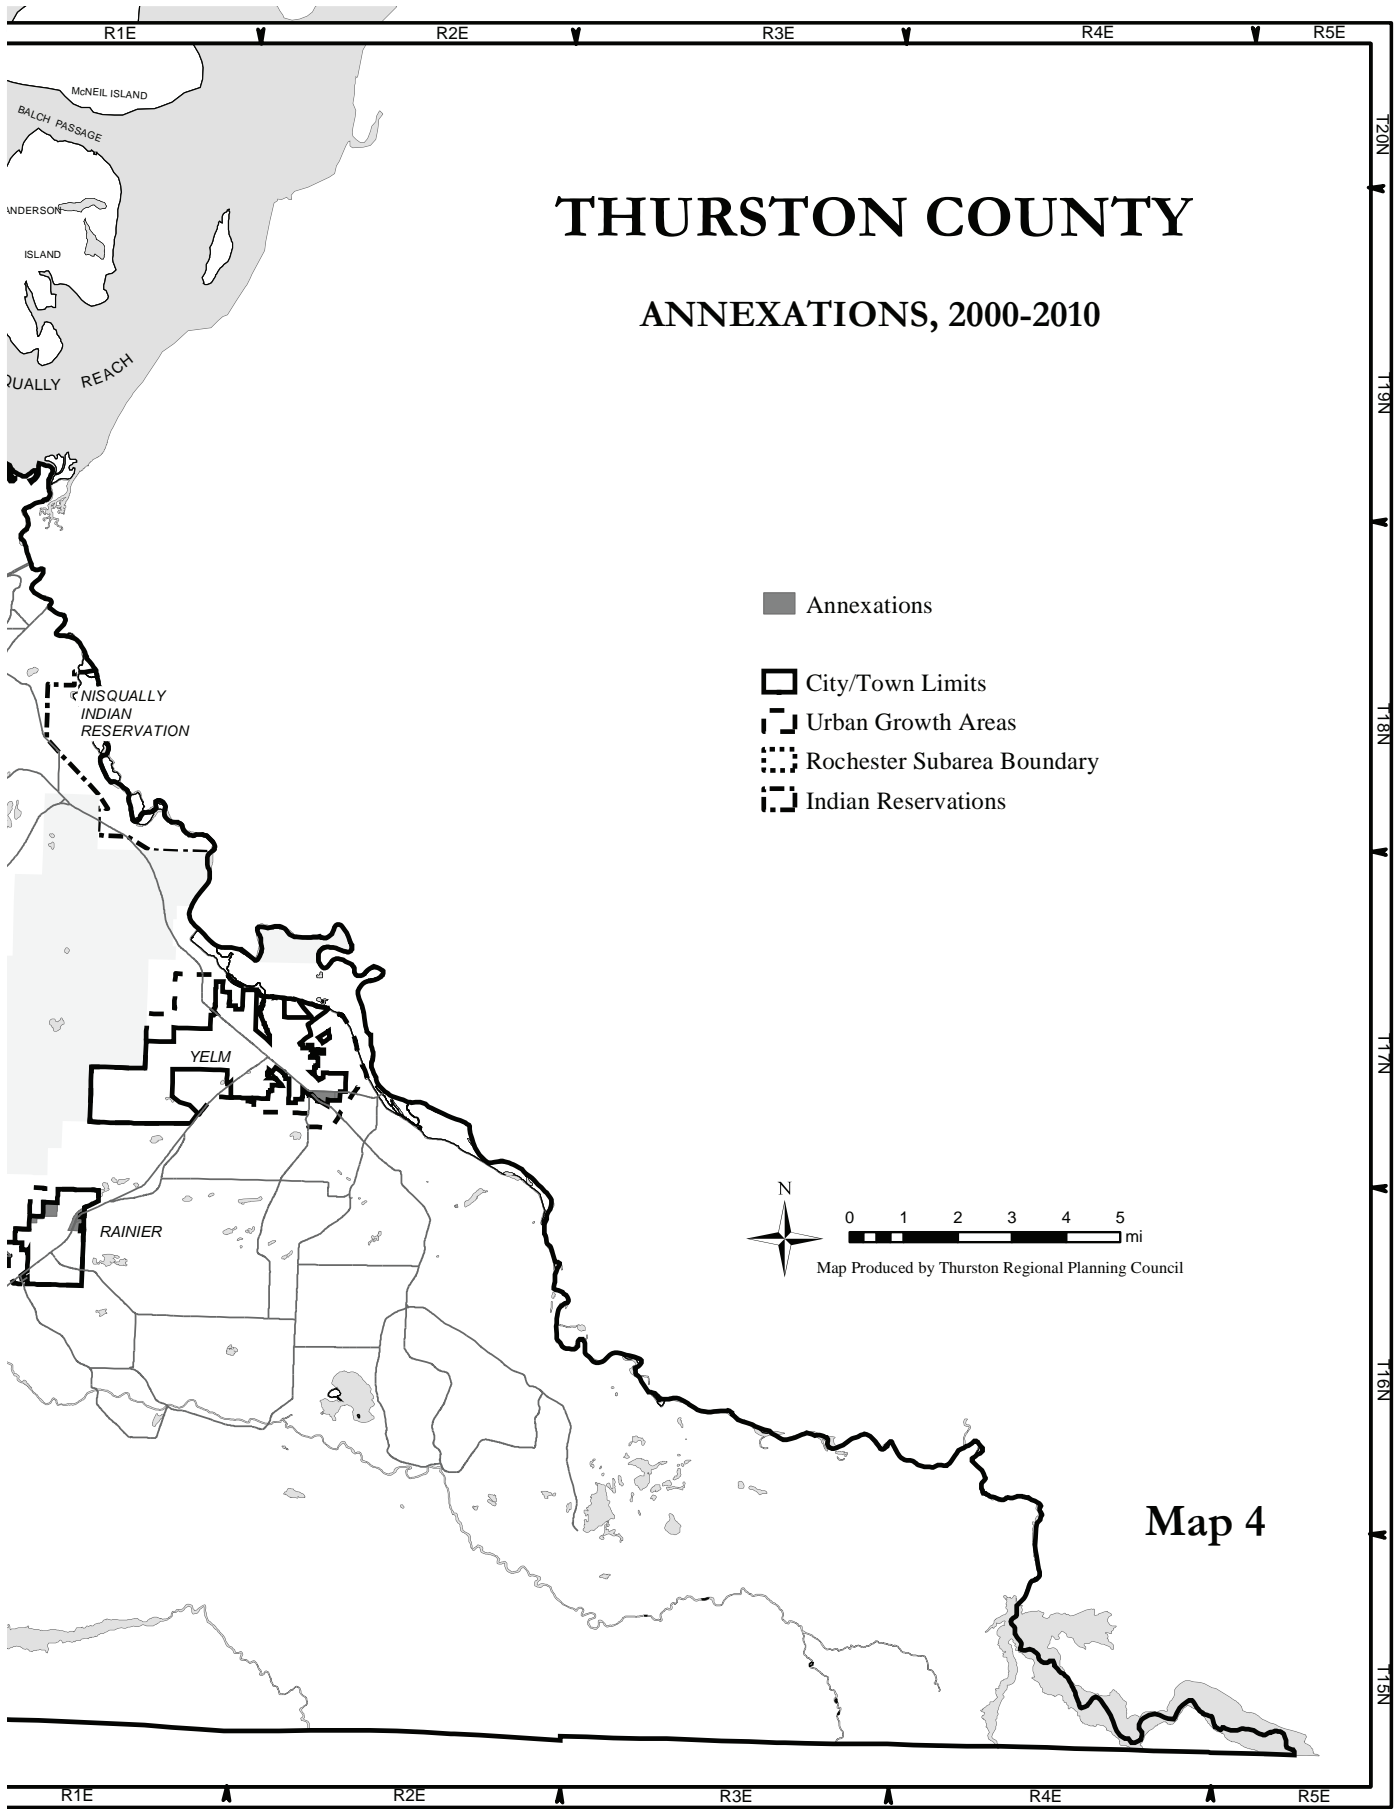 R1E R2E R3E R4E R5E
McNEIL ISLAND
BALCH PASSAGE
T20N
ANDERSON
ISLAND
THURSTON COUNTY
ANNEXATIONS, 2000-2010
QUALLY REACH
T19N
Annexations
City/Town Limits
Urban Growth Areas
Rochester Subarea Boundary
Indian Reservations
NISQUALLY
INDIAN
RESERVATION
T18N
YELM
T17N
RAINIER
N
0 1 2 3 4 5
mi
Map Produced by Thurston Regional Planning Council
T16N
Map 4
T15N
R1E R2E R3E R4E R5E